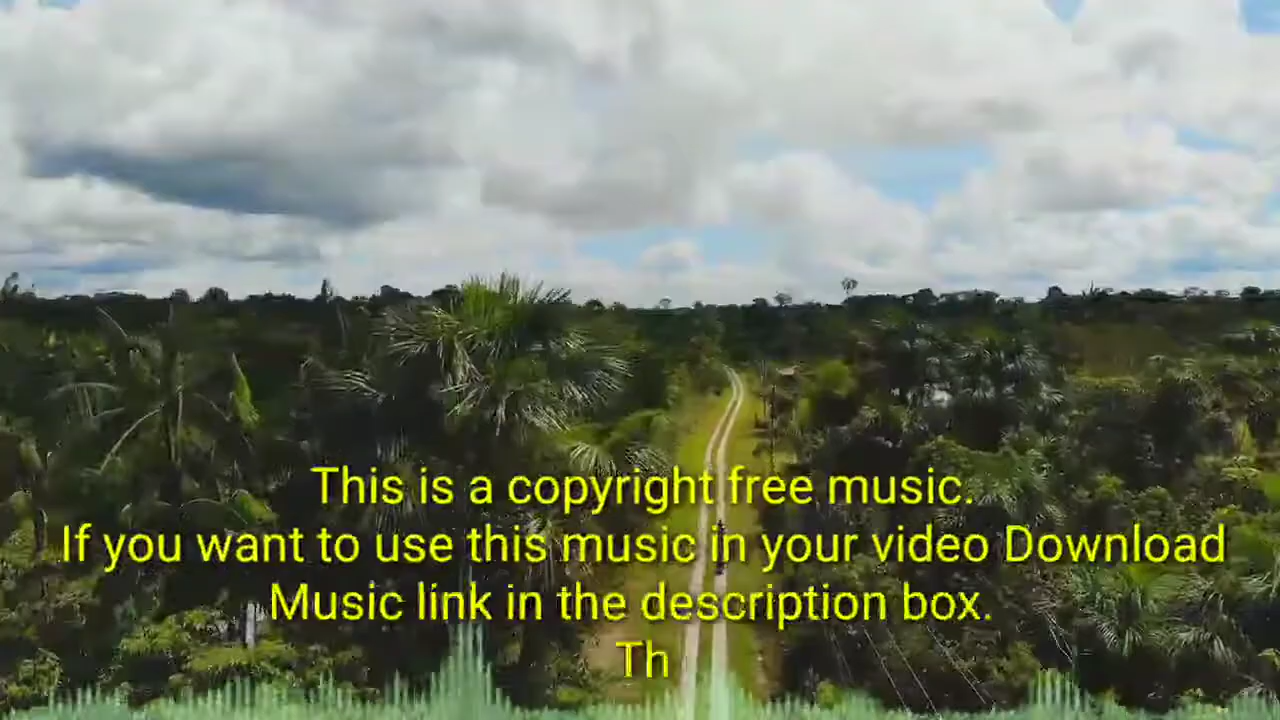 This is a copyright free music.
If you want to use this music in your video Download
Music link in the description box.
Th